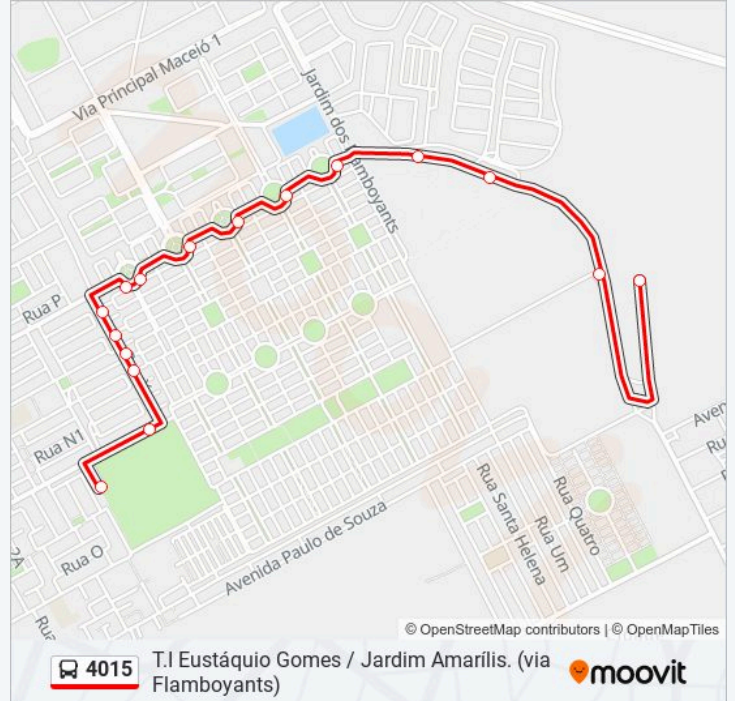 Via Principal Maceió 1
Jardim dos Flamboyants
Rua P
Rua N1
Rua O
2A
Avenida Paulo de Souza
Rua Santa Helena
Rua Um
Rua Quatro
© OpenStreetMap contributors | © OpenMapTiles
4015
T.I Eustáquio Gomes / Jardim Amarílis. (via
Flamboyants)
moovit